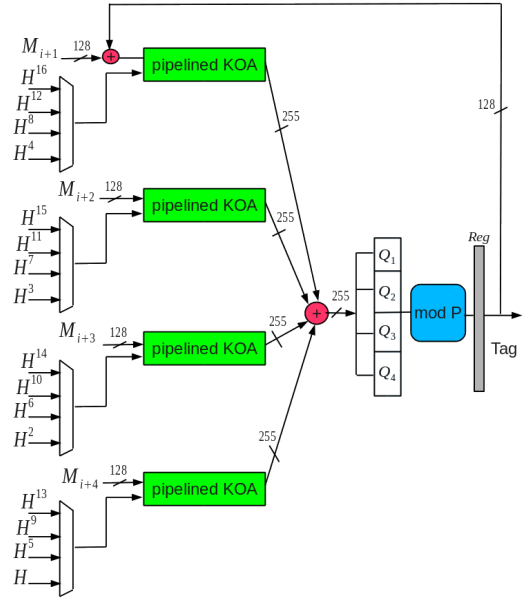 M_{i+1} 128 + pipelined KOA
H^{16}
H^{12}
H^{8}
H^{4}
255
128
M_{i+2} 128 pipelined KOA
H^{15}
H^{11}
H^{7}
H^{3}
255
+ 255
Q_1
Q_2
Q_3
Q_4
mod P
Reg
Tag
M_{i+3} 128 pipelined KOA
H^{14}
H^{10}
H^{6}
H^{2}
255
M_{i+4} 128 pipelined KOA
H^{13}
H^{9}
H^{5}
H
255